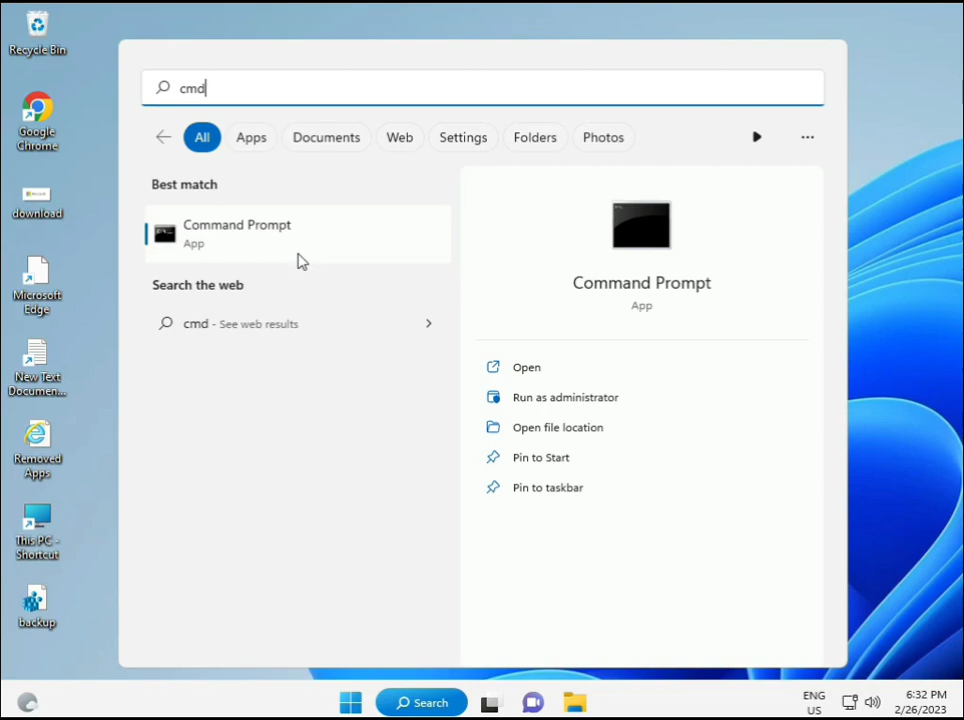 Recycle Bin
Google
Chrome
download
Microsoft
Edge
New Text
Documen...
Removed
Apps
This PC -
Shortcut
backup
cmd
All
Apps
Documents
Web
Settings
Folders
Photos
Best match
Command Prompt
App
Search the web
cmd - See web results
Command Prompt
App
Open
Run as administrator
Open file location
Pin to Start
Pin to taskbar
Search
ENG
US
6:32 PM
2/26/2023